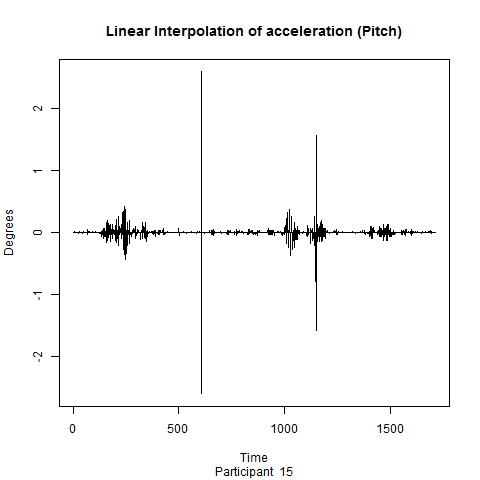 Linear Interpolation of acceleration (Pitch)
Degrees
2
1
0
-1
-2
0 500 1000 1500
Time
Participant 15